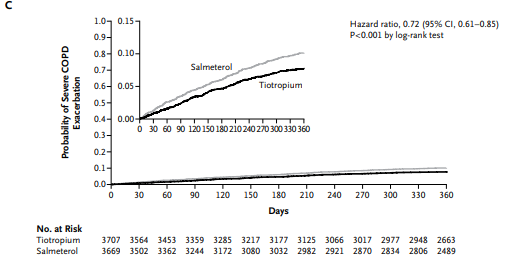 C
Hazard ratio, 0.72 (95% CI, 0.61–0.85)
P<0.001 by log-rank test
Probability of Severe COPD
Exacerbation
1.0
0.9
0.8
0.7
0.6
0.5
0.4
0.3
0.2
0.1
0.0
0.15
0.10
0.05
0.00
Salmeterol
Tiotropium
0 30 60 90 120 150 180 210 240 270 300 330 360
0 30 60 90 120 150 180 210 240 270 300 330 360
Days
No. at Risk
Tiotropium 3707 3564 3453 3359 3285 3217 3177 3125 3066 3017 2977 2948 2663
Salmeterol 3669 3502 3362 3244 3172 3080 3032 2982 2921 2870 2834 2806 2489